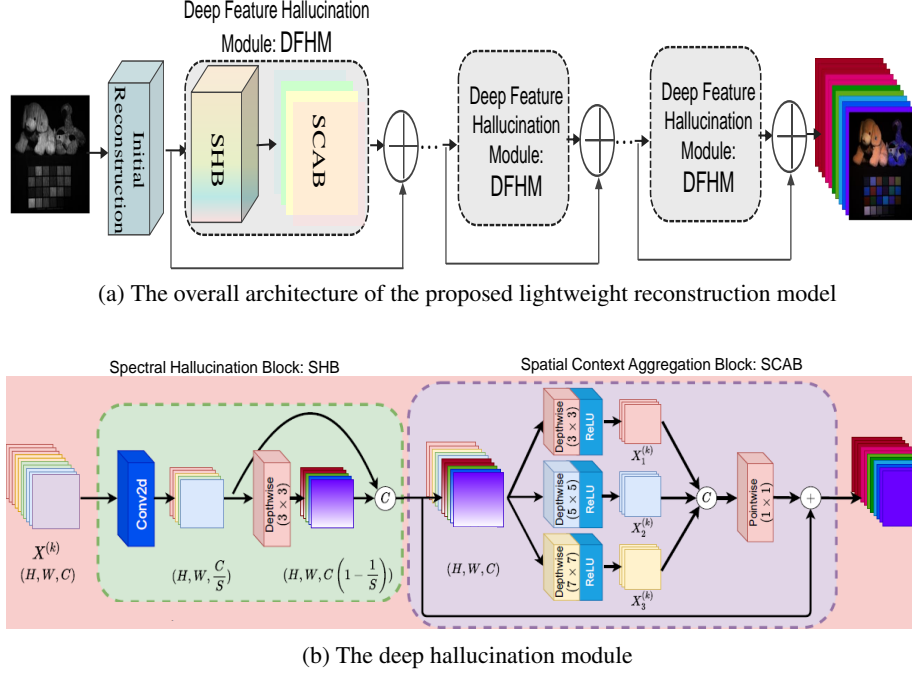 Deep Feature Hallucination
Module: DFHM
Initial
Reconstruction
SHB
SCAB
...
Deep Feature
Hallucination
Module:
DFHM
...
Deep Feature
Hallucination
Module:
DFHM
(a) The overall architecture of the proposed lightweight reconstruction model
Spectral Hallucination Block: SHB
Spatial Context Aggregation Block: SCAB
X^{(k)}
(H, W, C)
Conv2d
(H, W, \frac{C}{S})
Depthwise
(3 × 3)
(H, W, C(1 - \frac{1}{S}))
C
(H, W, C)
Depthwise
(3 × 3)
ReLU
X_1^{(k)}
Depthwise
(5 × 5)
ReLU
X_2^{(k)}
Depthwise
(7 × 7)
ReLU
X_3^{(k)}
C
Pointwise
(1 × 1)
+
(b) The deep hallucination module